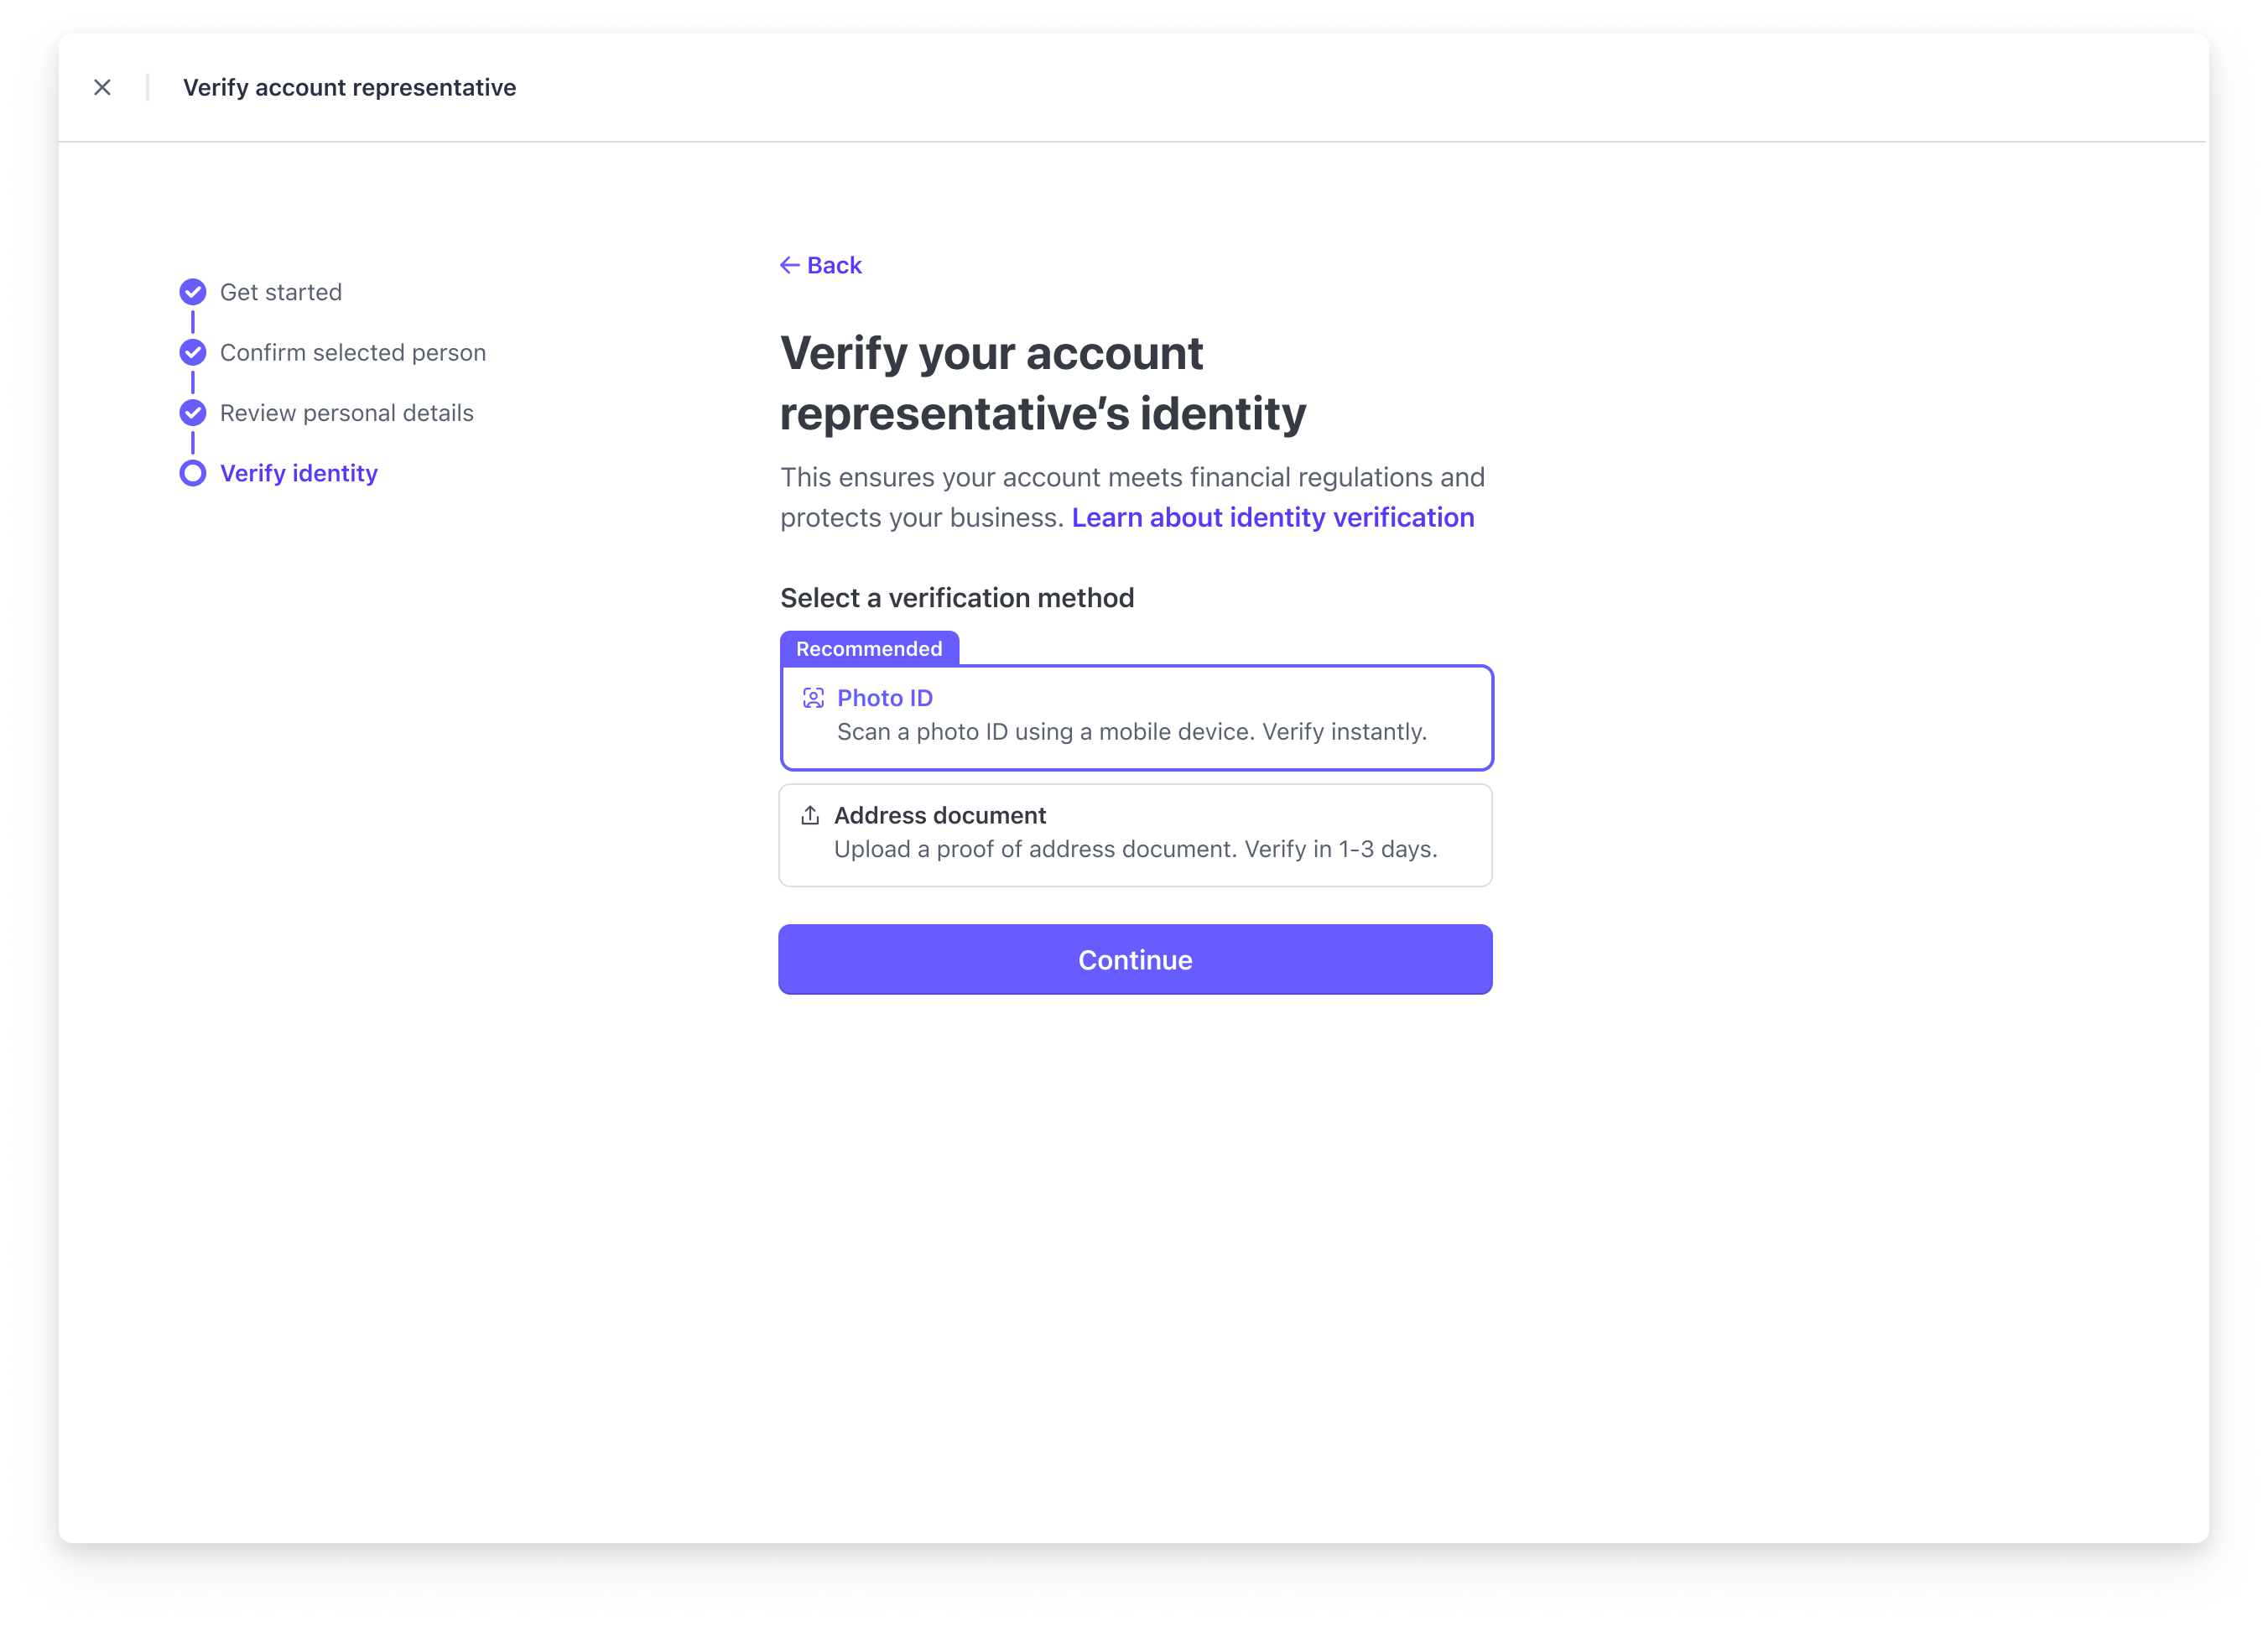 Verify account representative
Get started
Confirm selected person
Review personal details
Verify identity
Back
Verify your account
representative’s identity
This ensures your account meets financial regulations and
protects your business. Learn about identity verification
Select a verification method
Recommended
Photo ID
Scan a photo ID using a mobile device. Verify instantly.
Address document
Upload a proof of address document. Verify in 1-3 days.
Continue